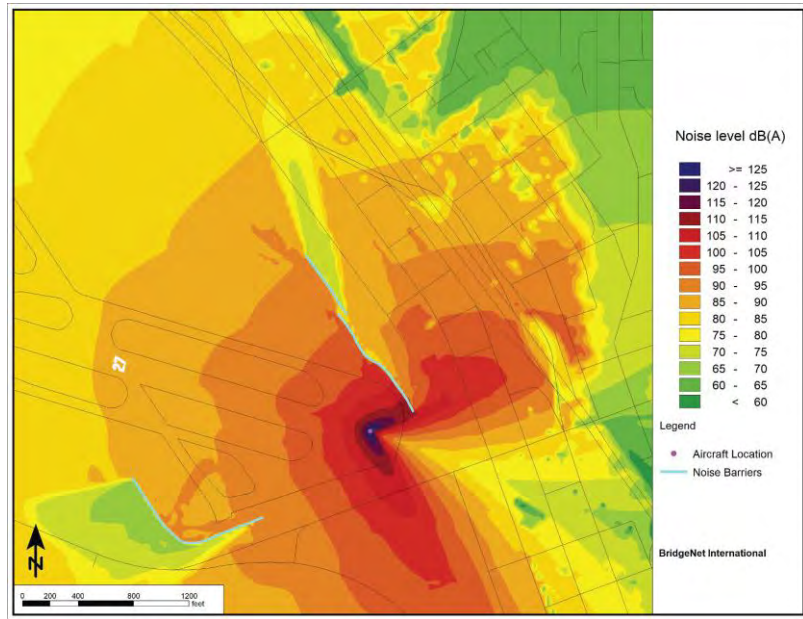 27
Noise level dB(A)
>= 125
120 - 125
115 - 120
110 - 115
105 - 110
100 - 105
95 - 100
90 - 95
85 - 90
80 - 85
75 - 80
70 - 75
65 - 70
60 - 65
< 60
Legend
Aircraft Location
Noise Barriers
BridgeNet International
N
0 200 400 800 1200
feet